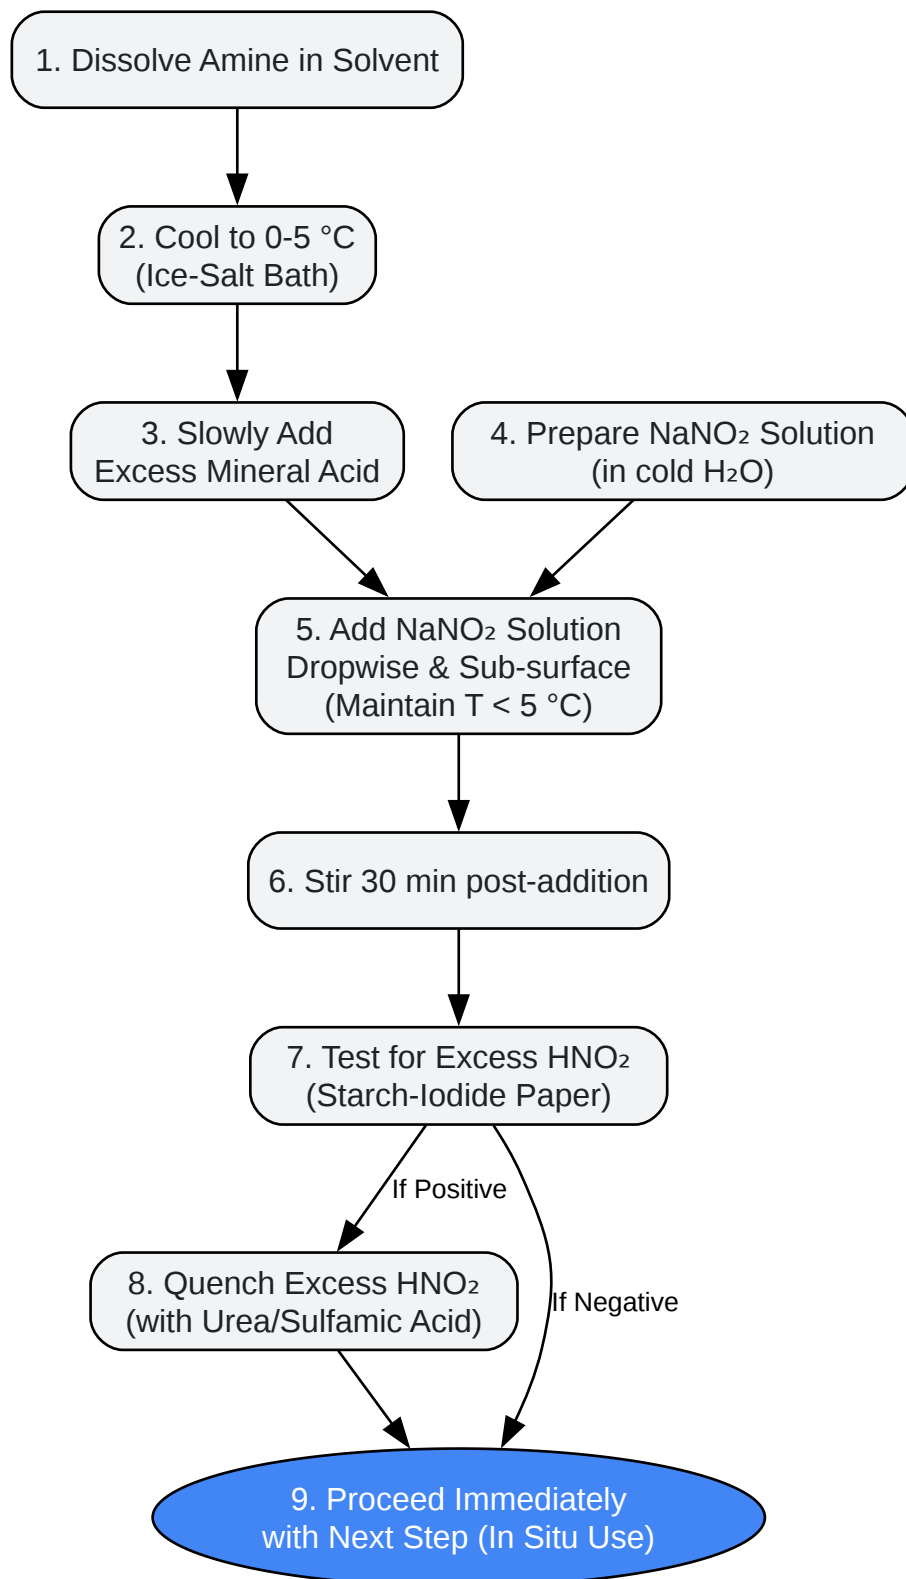 1. Dissolve Amine in Solvent
2. Cool to 0-5 °C
(Ice-Salt Bath)
3. Slowly Add
Excess Mineral Acid
4. Prepare NaNO₂ Solution
(in cold H₂O)
5. Add NaNO₂ Solution
Dropwise & Sub-surface
(Maintain T < 5 °C)
6. Stir 30 min post-addition
7. Test for Excess HNO₂
(Starch-Iodide Paper)
If Positive
8. Quench Excess HNO₂
(with Urea/Sulfamic Acid)
If Negative
9. Proceed Immediately
with Next Step (In Situ Use)